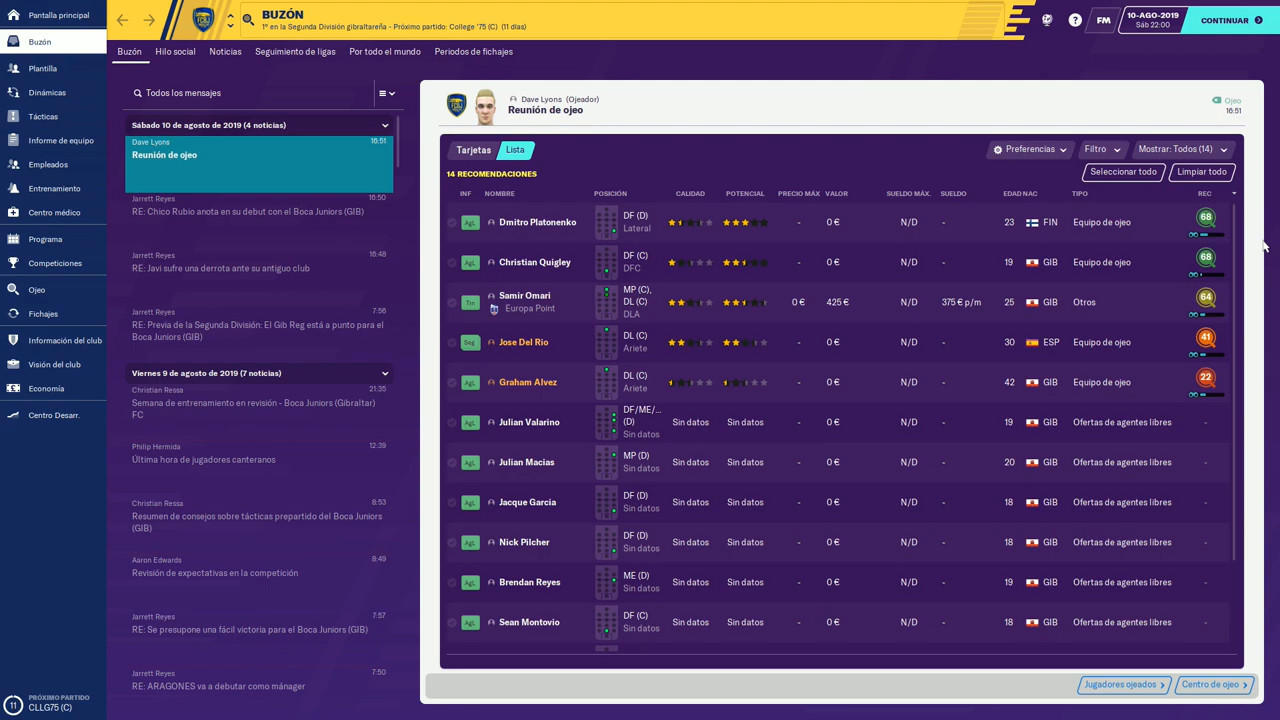 Pantalla principal
Buzón
Plantilla
Dinámicas
Tácticas
Informe de equipo
Empleados
Entrenamiento
Centro médico
Programa
Competiciones
Ojeo
Fichajes
Información del club
Visión del club
Economía
Centro Desarr.
11
PRÓXIMO PARTIDO
CLLG75 (C)
BUZÓN
1º en la Segunda División gibraltareña - Próximo partido: College '75 (C) (11 días)
?
FM
10-AGO-2019
Sáb 22:00
CONTINUAR
Buzón Hilo social Noticias Seguimiento de ligas Por todo el mundo Periodos de fichajes
Todos los mensajes
Sábado 10 de agosto de 2019 (4 noticias)
Dave Lyons 16:51
Reunión de ojeo
Jarrett Reyes 16:50
RE: Chico Rubio anota en su debut con el Boca Juniors (GIB)
Jarrett Reyes 16:48
RE: Javi sufre una derrota ante su antiguo club
Jarrett Reyes 7:56
RE: Previa de la Segunda División: El Gib Reg está a punto para el
Boca Juniors (GIB)
Viernes 9 de agosto de 2019 (7 noticias)
Christian Ressa 21:35
Semana de entrenamiento en revisión - Boca Juniors (Gibraltar)
FC
Philip Hermida 12:39
Última hora de jugadores canteranos
Christian Ressa 8:53
Resumen de consejos sobre tácticas prepartido del Boca Juniors
(GIB)
Aaron Edwards 8:49
Revisión de expectativas en la competición
Jarrett Reyes 7:57
RE: Se presupone una fácil victoria para el Boca Juniors (GIB)
Jarrett Reyes 7:50
RE: ARAGONES va a debutar como mánager
Dave Lyons (Ojeador)
Reunión de ojeo
Ojeo
16:51
Tarjetas Lista
Preferencias Filtro Mostrar: Todos (14)
14 RECOMENDACIONES
Seleccionar todo Limpiar todo
INF NOMBRE POSICIÓN CALIDAD POTENCIAL PRECIO MÁX VALOR SUELDO MÁX. SUELDO EDAD NAC TIPO REC
AgL Dmitro Platonenko DF (D) Lateral - 0 € N/D - 23 FIN Equipo de ojeo 68
AgL Christian Quigley DF (C) DFC - 0 € N/D - 19 GIB Equipo de ojeo 68
Trn Samir Omari Europa Point MP (C), DL (C) DLA 0 € 425 € N/D 375 € p/m 25 GIB Otros 64
Seg Jose Del Rio DL (C) Ariete - 0 € N/D - 30 ESP Equipo de ojeo 41
AgL Graham Alvez DL (C) Ariete - 0 € N/D - 42 GIB Equipo de ojeo 22
AgL Julian Valarino DF/ME/... (D) Sin datos Sin datos Sin datos - 0 € N/D - 19 GIB Ofertas de agentes libres -
AgL Julian Macias MP (D) Sin datos Sin datos Sin datos - 0 € N/D - 20 GIB Ofertas de agentes libres -
AgL Jacque Garcia DF (D) Sin datos Sin datos Sin datos - 0 € N/D - 18 GIB Ofertas de agentes libres -
AgL Nick Pilcher DF (D) Sin datos Sin datos Sin datos - 0 € N/D - 18 GIB Ofertas de agentes libres -
AgL Brendan Reyes ME (D) Sin datos Sin datos Sin datos - 0 € N/D - 19 GIB Ofertas de agentes libres -
AgL Sean Montovio DF (C) Sin datos Sin datos Sin datos - 0 € N/D - 18 GIB Ofertas de agentes libres -
Jugadores ojeados Centro de ojeo